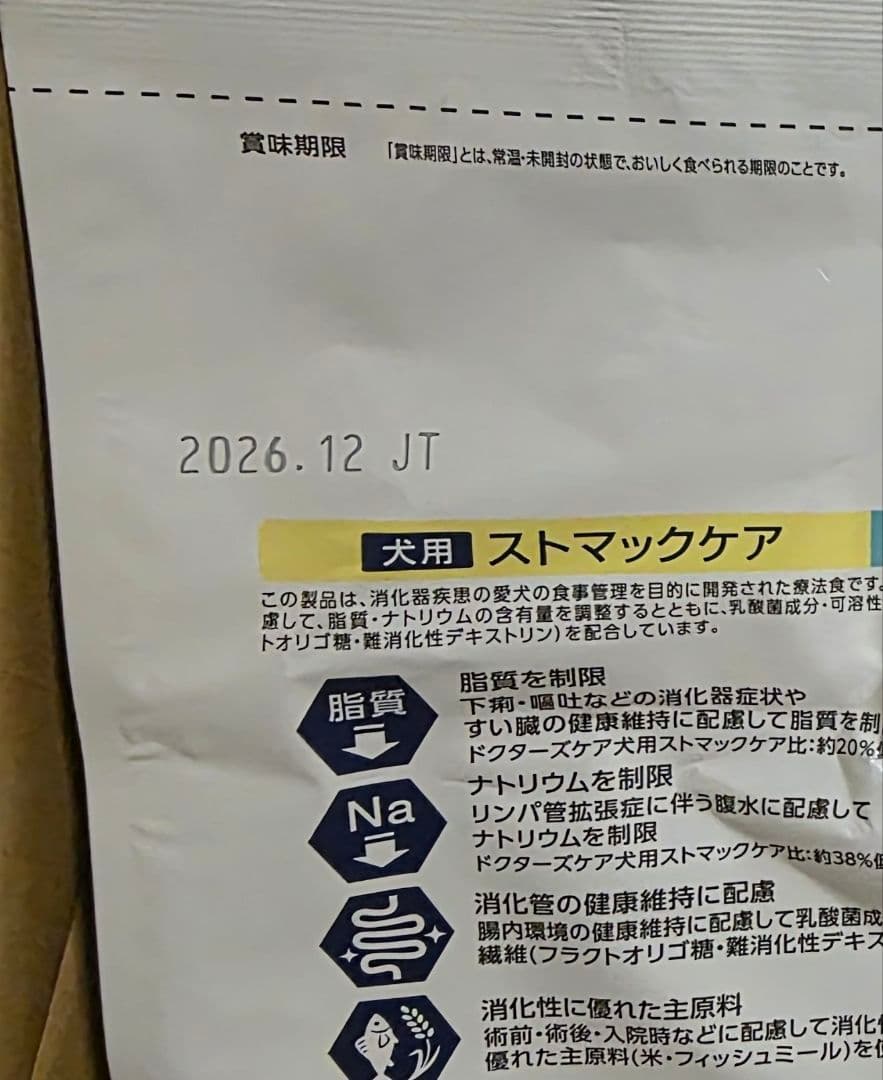 賞味期限 「賞味期限」とは、常温・未開封の状態で、おいしく食べられる期限のことです。
2026.12 JT
犬用 ストマックケア
この製品は、消化器疾患の愛犬の食事管理を目的に開発された療法食です。
慮して、脂質・ナトリウムの含有量を調整するとともに、乳酸菌成分・可溶性
トオリゴ糖・難消化性デキストリン）を配合しています。
脂質
脂質を制限
下痢・嘔吐などの消化器症状や
すい臓の健康維持に配慮して脂質を制
ドクターズケア犬用ストマックケア比：約20%低
Na
ナトリウムを制限
リンパ管拡張症に伴う腹水に配慮して
ナトリウムを制限
ドクターズケア犬用ストマックケア比：約38%低
消化管の健康維持に配慮
腸内環境の健康維持に配慮して乳酸菌成
繊維（フラクトオリゴ糖・難消化性デキス
消化性に優れた主原料
術前・術後・入院時などに配慮して消化性
優れた主原料（米・フィッシュミール）を